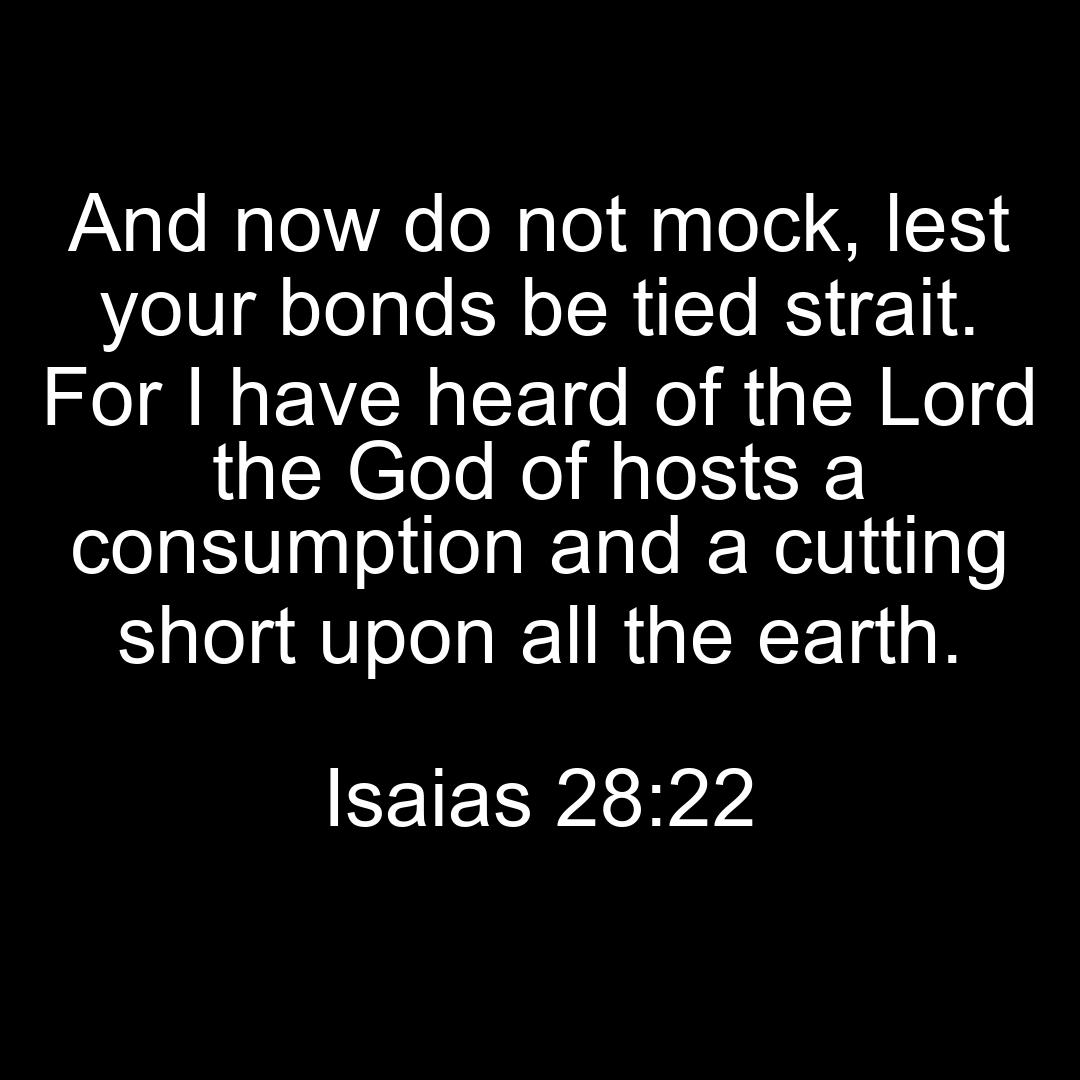 And now do not mock, lest
your bonds be tied strait.
For I have heard of the Lord
the God of hosts a
consumption and a cutting
short upon all the earth.
Isaias 28:22